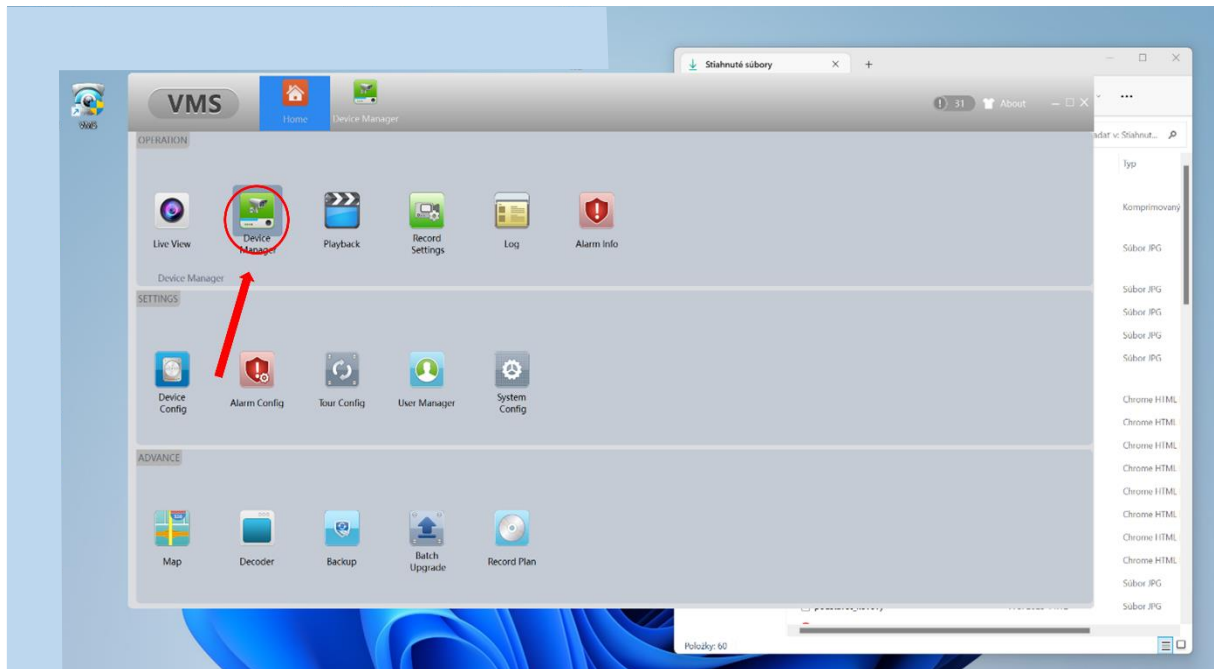 Stiahnuté súbory
VMS
VMS
Home
Device Manager
31
About
OPERATION
Live View
Device
Manager
Playback
Record
Settings
Log
Alarm Info
Device Manager
SETTINGS
Device
Config
Alarm Config
Tour Config
User Manager
System
Config
ADVANCE
Map
Decoder
Backup
Batch
Upgrade
Record Plan
Stiahnut...
Typ
Komprimovaný
Súbor JPG
Súbor JPG
Súbor JPG
Súbor JPG
Súbor JPG
Chrome HTML
Chrome HTML
Chrome HTML
Chrome HTML
Chrome HTML
Chrome HTML
Chrome HTML
Chrome HTML
Súbor JPG
Súbor JPG
Položky: 60